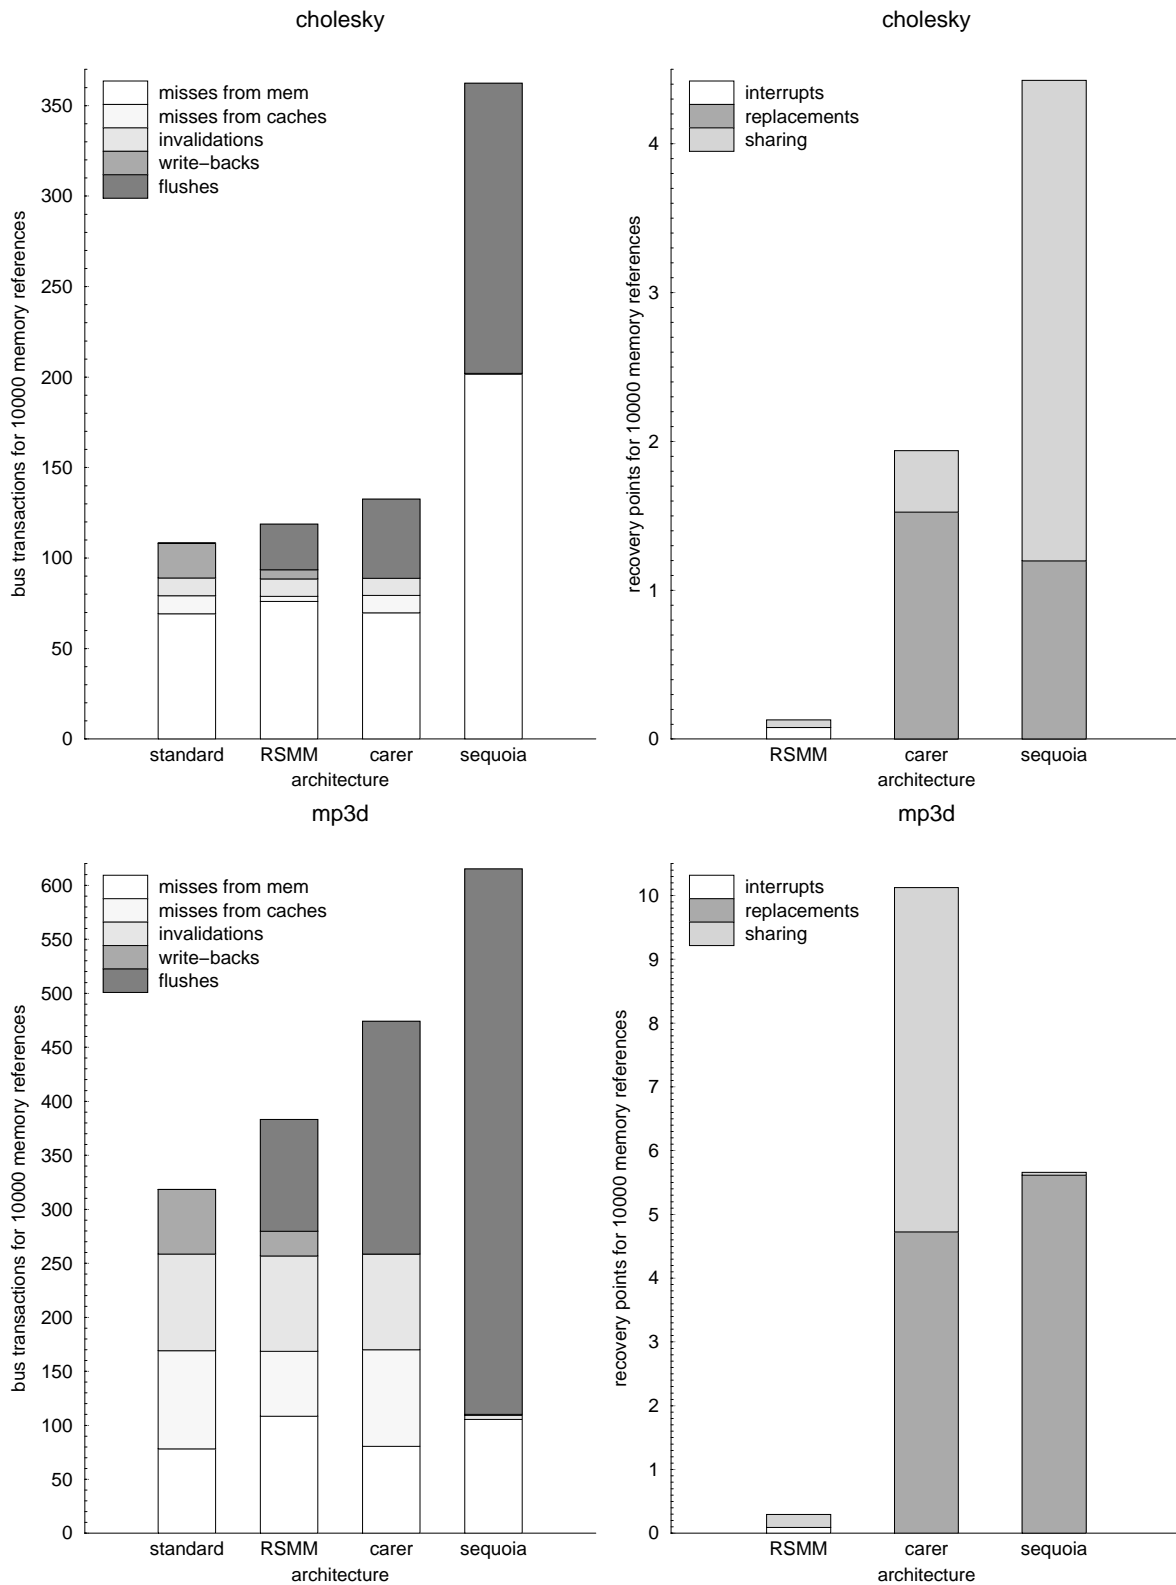 cholesky
bus transactions for 10000 memory references
350
300
250
200
150
100
50
0
misses from mem
misses from caches
invalidations
write-backs
flushes
standard RSMM carer sequoia
architecture
cholesky
recovery points for 10000 memory references
4
3
2
1
0
interrupts
replacements
sharing
RSMM carer sequoia
architecture
mp3d
bus transactions for 10000 memory references
600
550
500
450
400
350
300
250
200
150
100
50
0
misses from mem
misses from caches
invalidations
write-backs
flushes
standard RSMM carer sequoia
architecture
mp3d
recovery points for 10000 memory references
10
9
8
7
6
5
4
3
2
1
0
interrupts
replacements
sharing
RSMM carer sequoia
architecture